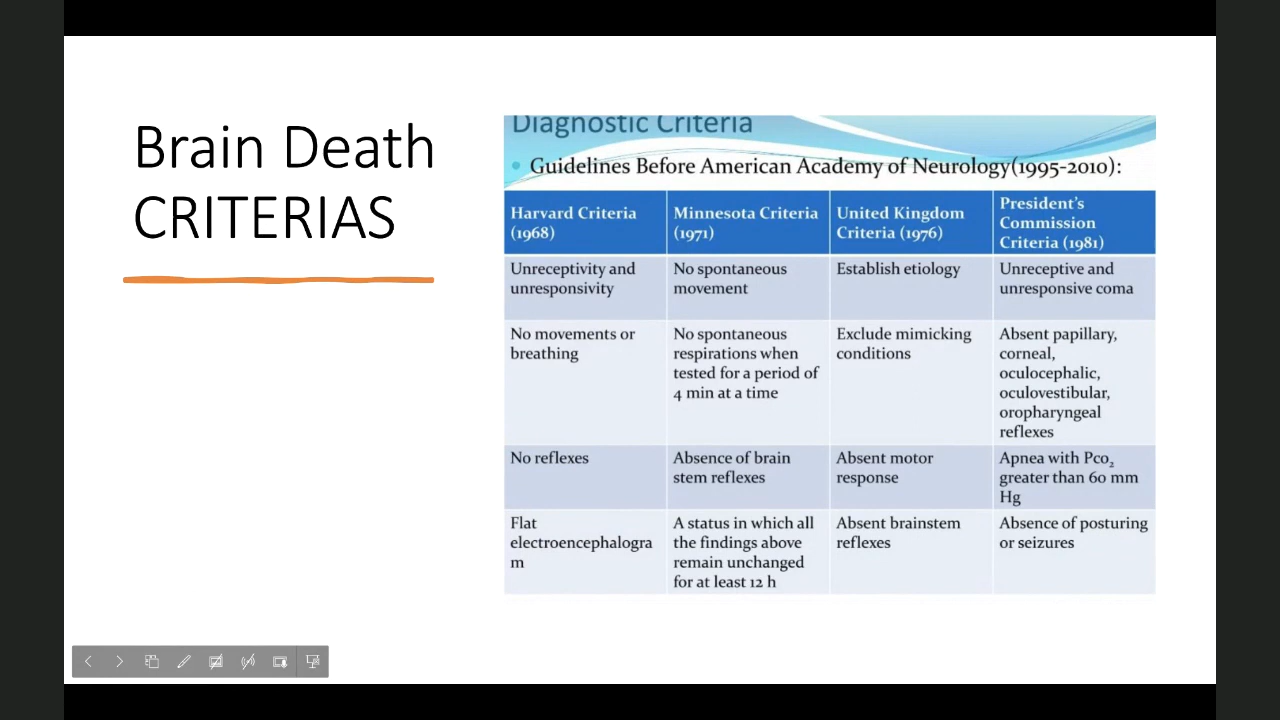 Brain Death
CRITERIAS
Diagnostic Criteria
• Guidelines Before American Academy of Neurology(1995-2010):
Harvard Criteria
(1968)
Minnesota Criteria
(1971)
United Kingdom
Criteria (1976)
President's
Commission
Criteria (1981)
Unreceptivity and
unresponsivity
No spontaneous
movement
Establish etiology
Unreceptive and
unresponsive coma
No movements or
breathing
No spontaneous
respirations when
tested for a period of
4 min at a time
Exclude mimicking
conditions
Absent papillary,
corneal,
oculocephalic,
oculovestibular,
oropharyngeal
reflexes
No reflexes
Absence of brain
stem reflexes
Absent motor
response
Apnea with Pco₂
greater than 60 mm
Hg
Flat
electroencephalogra
m
A status in which all
the findings above
remain unchanged
for at least 12 h
Absent brainstem
reflexes
Absence of posturing
or seizures